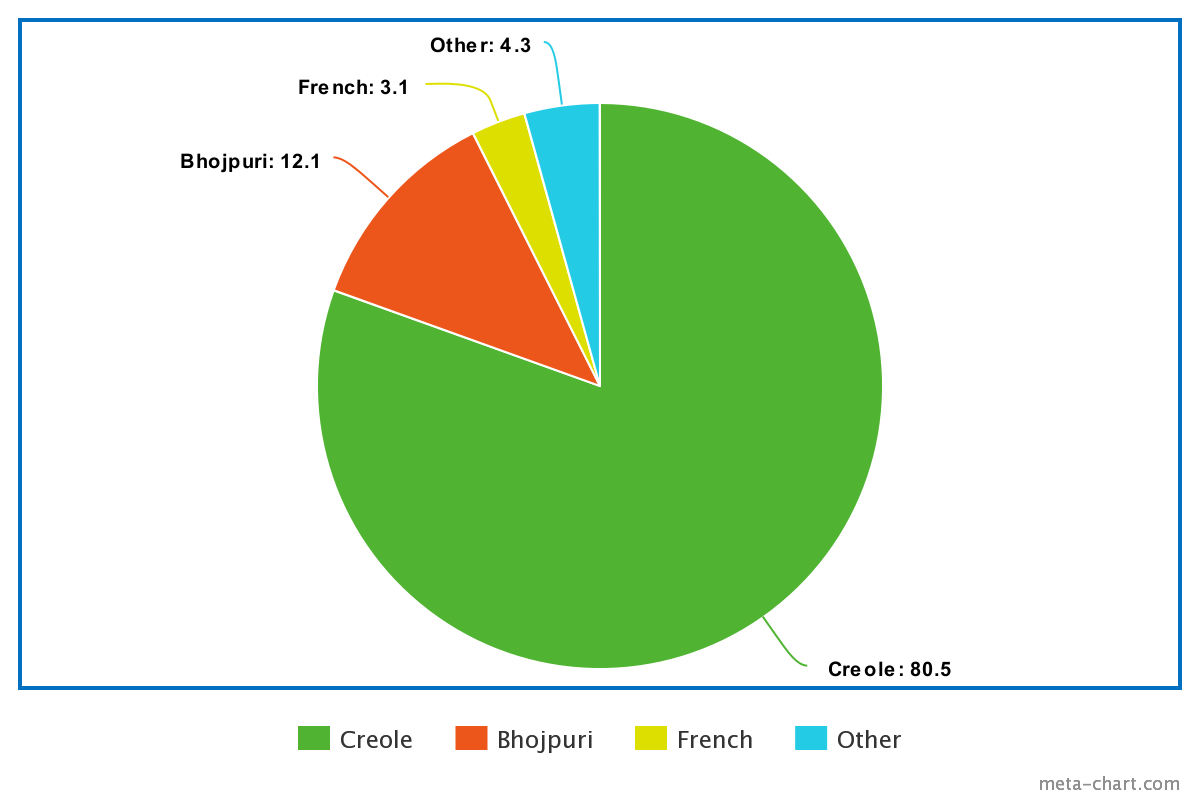 Other: 4.3
French: 3.1
Bhojpuri: 12.1
Creole: 80.5
Creole Bhojpuri French Other
meta-chart.com